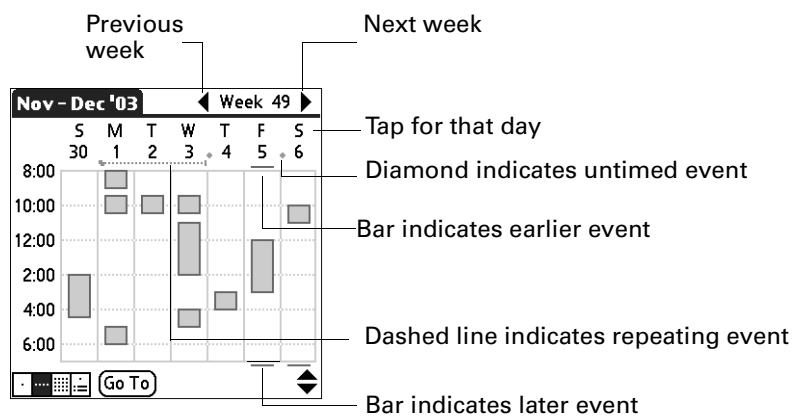 Previous
week
Next week
Nov - Dec '03
Week 49
S M T W T F S
30 1 2 3 4 5 6
Tap for that day
Diamond indicates untimed event
8:00
10:00
Bar indicates earlier event
12:00
2:00
4:00
Dashed line indicates repeating event
6:00
Go To
Bar indicates later event